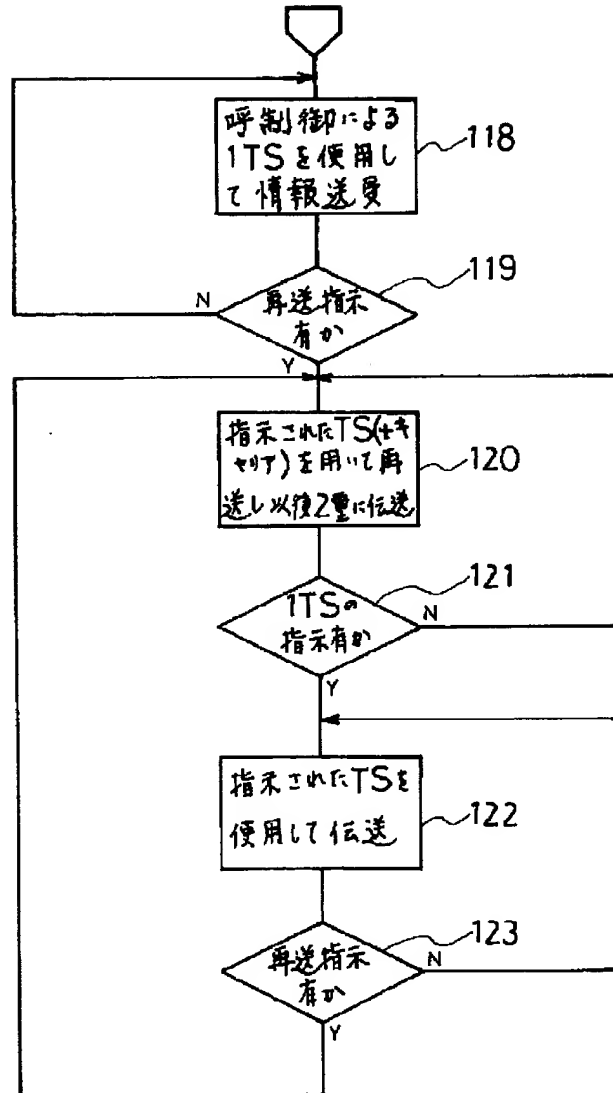 呼制御による
1TSを使用し
て情報送受
118
119
再送指示
有か
N
Y
指示されたTS(+キ
ャリア)を用いて再
送し以後2重に伝送
120
121
1TSの
指示有か
N
Y
指示されたTSを
使用して伝送
122
123
再送指示
有か
N
Y